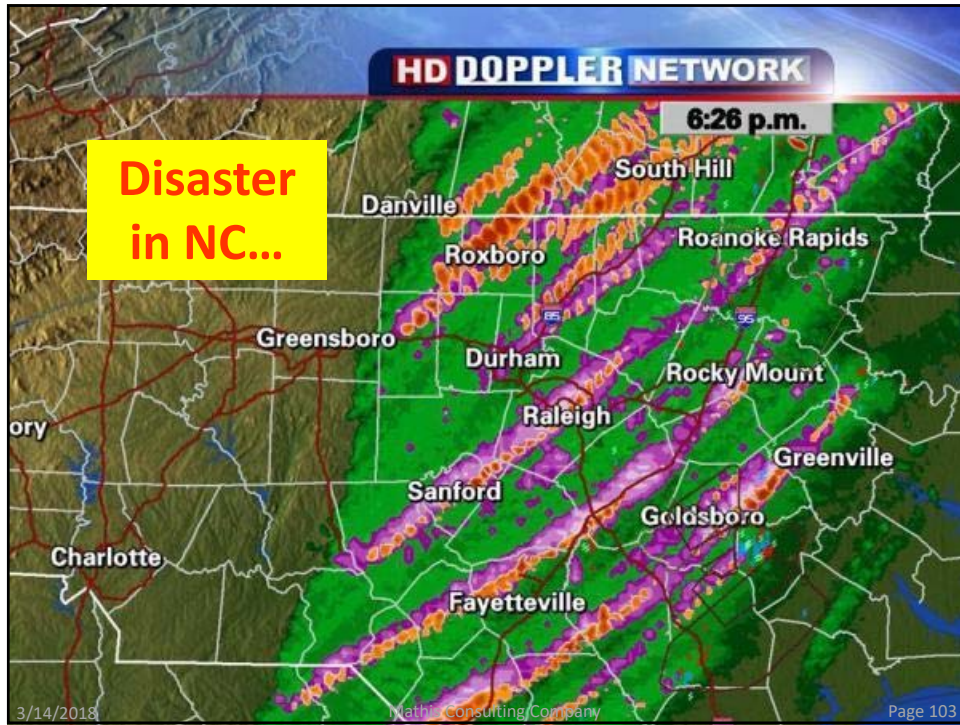 HD DOPPLER NETWORK
6:26 p.m.
Disaster
in NC...
South Hill
Danville
Roanoke Rapids
Roxboro
85
95
Greensboro
Durham
Rocky Mount
Raleigh
ory
Greenville
Sanford
Goldsboro
Charlotte
Fayetteville
3/14/2018
Mathis Consulting Company
Page 103